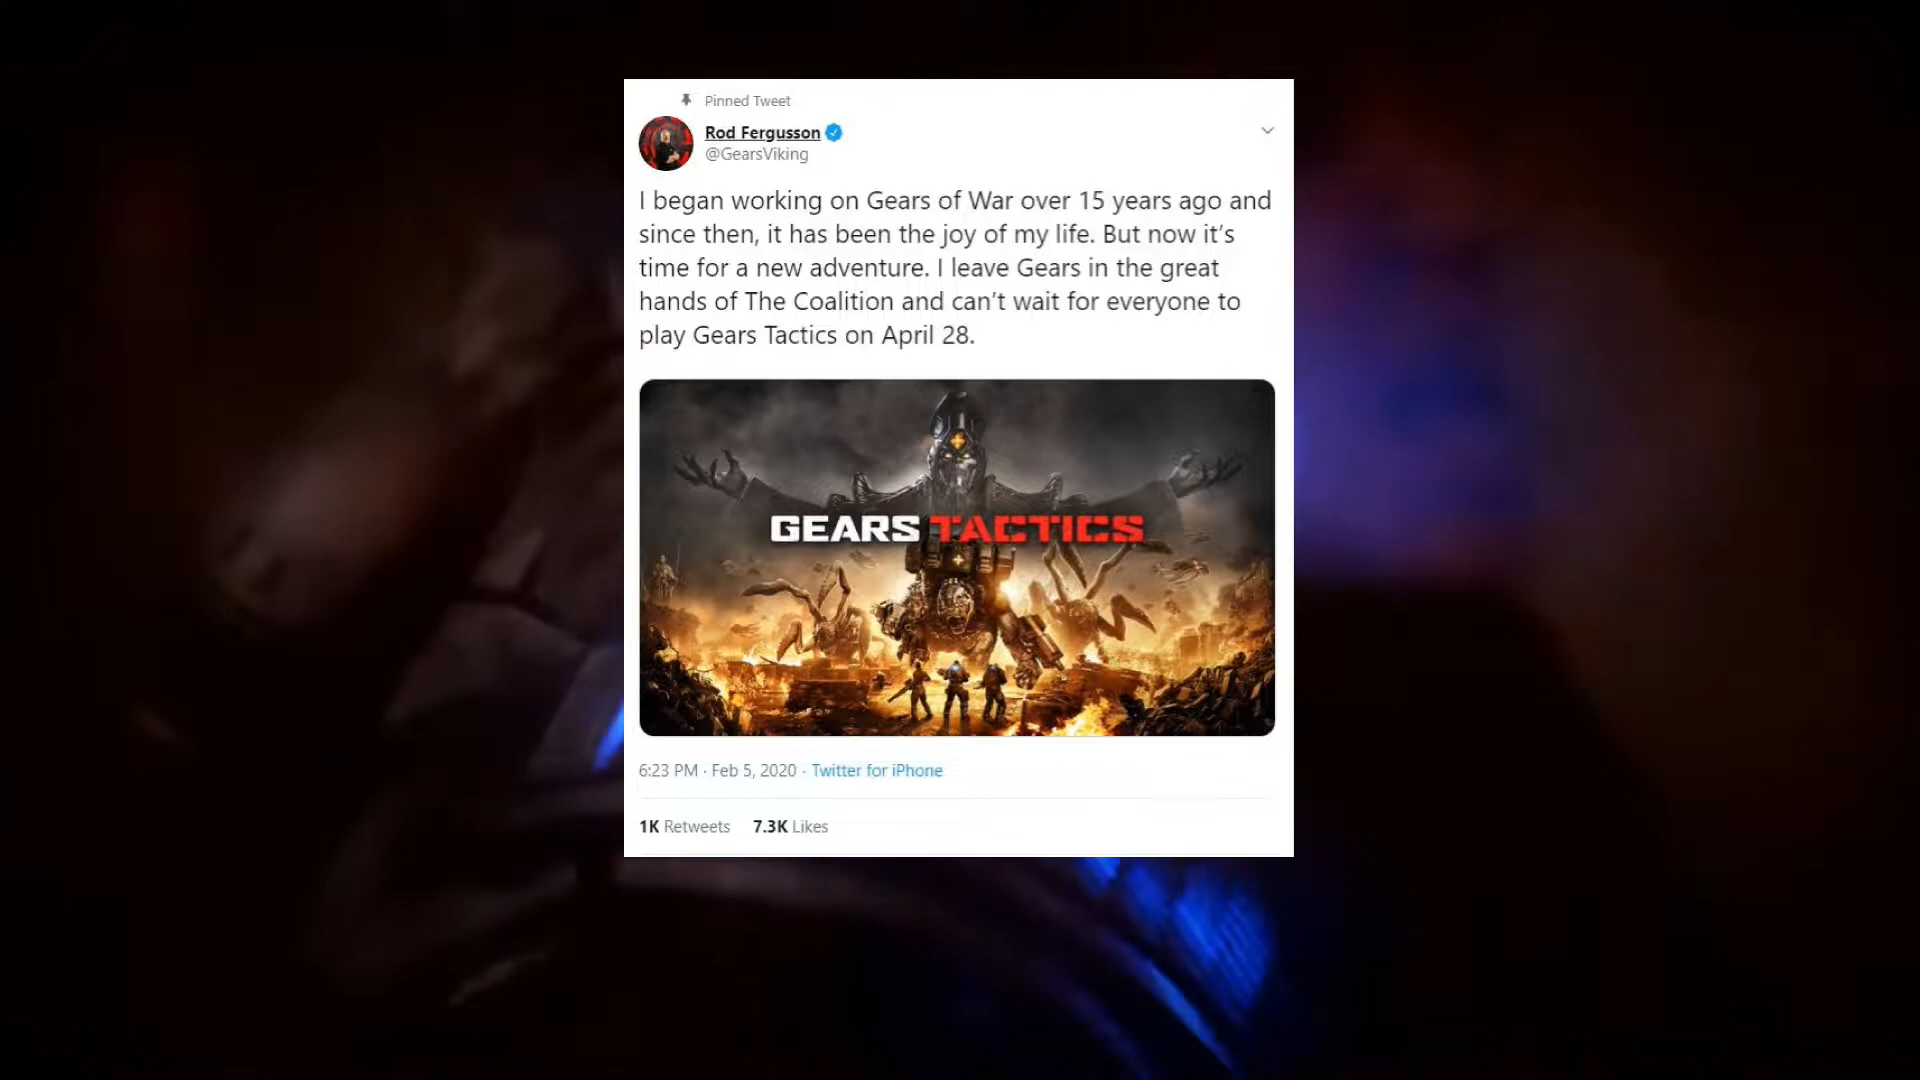 Pinned Tweet
Rod Fergusson
@GearsViking
I began working on Gears of War over 15 years ago and
since then, it has been the joy of my life. But now it’s
time for a new adventure. I leave Gears in the great
hands of The Coalition and can’t wait for everyone to
play Gears Tactics on April 28.
GEARS TACTICS
6:23 PM · Feb 5, 2020 · Twitter for iPhone
1K Retweets 7.3K Likes